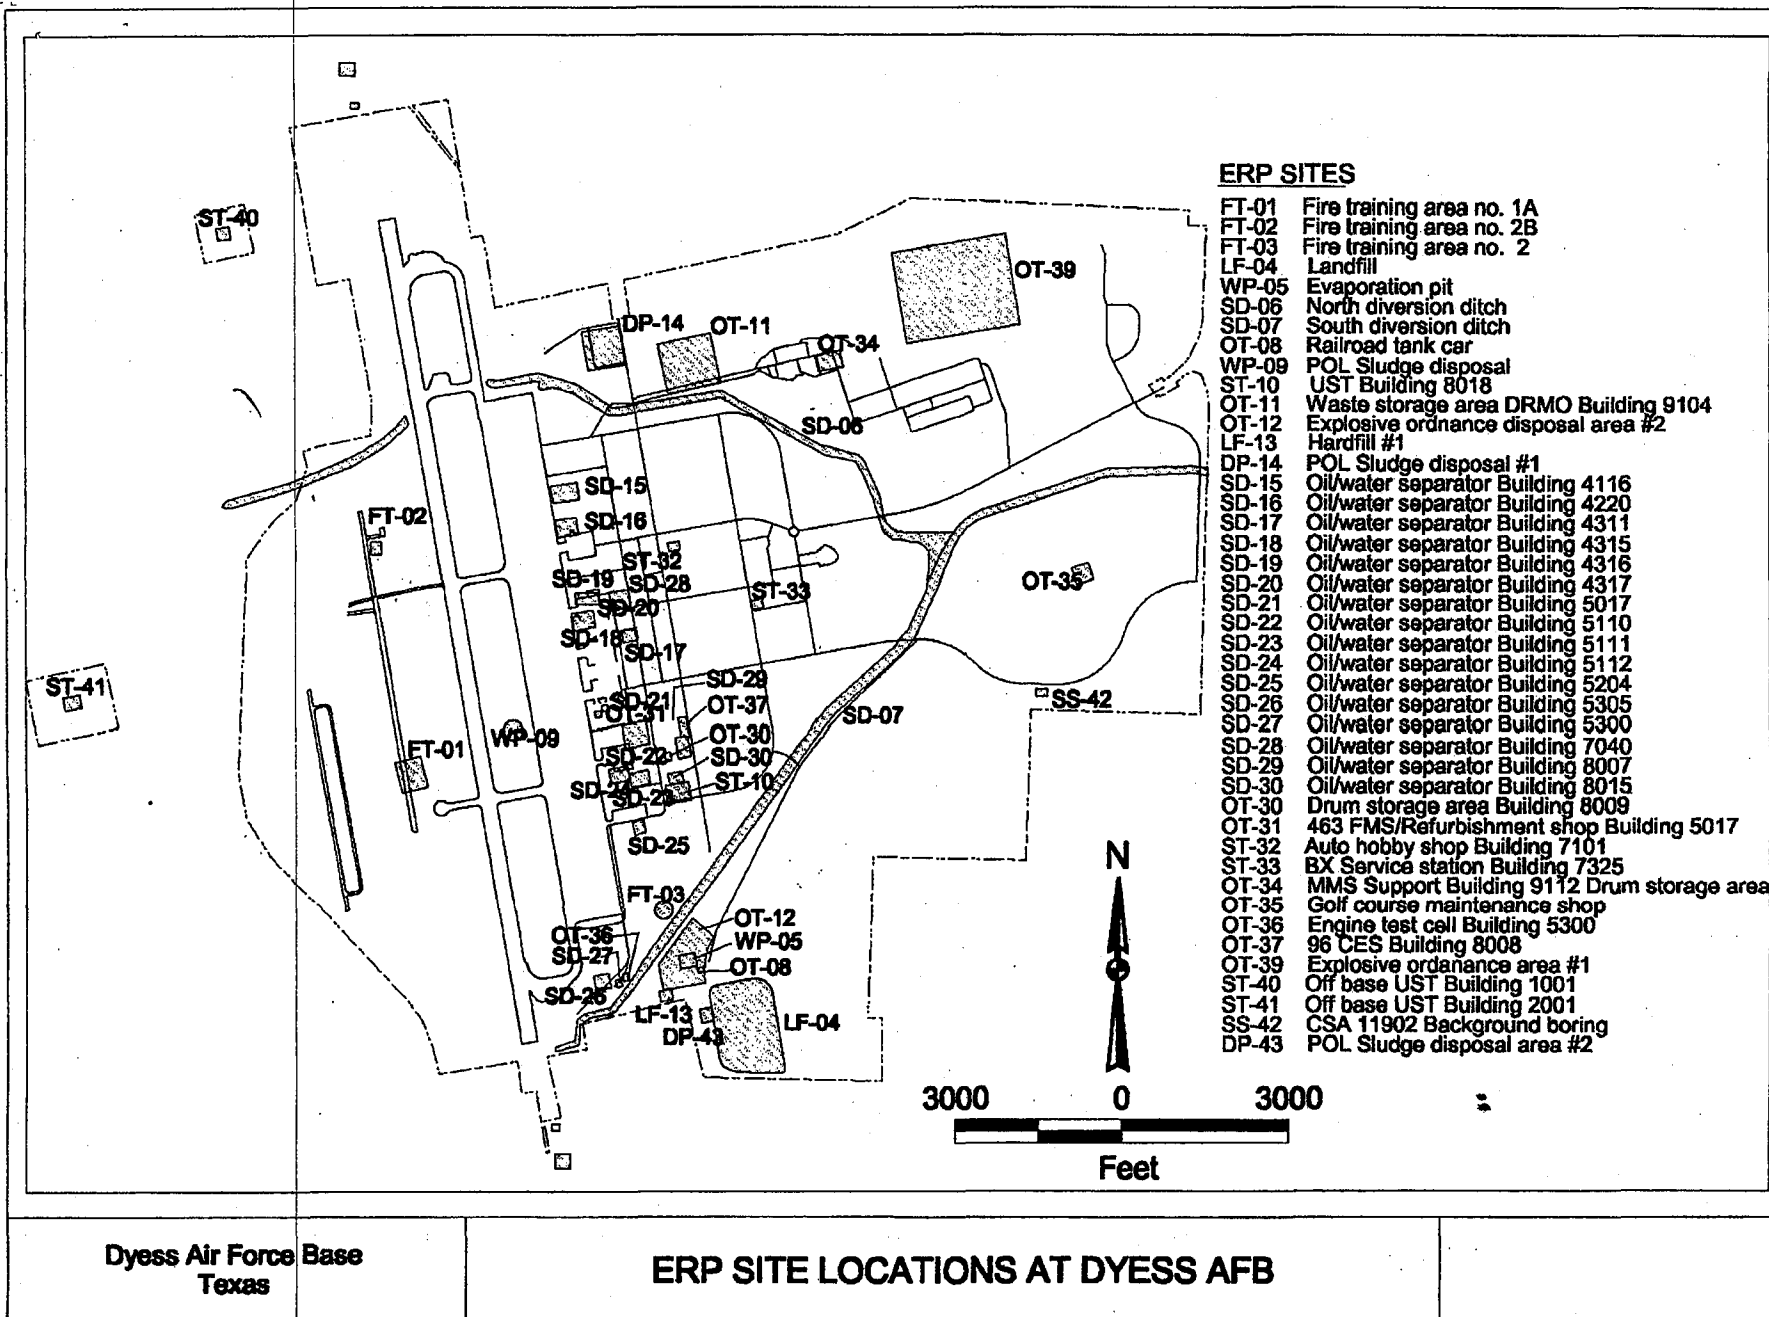 ST-40
DP-14
OT-11
OT-34
OT-39
SD-06
SD-15
SD-16
FT-02
ST-32
SD-19
SD-28
SD-20
ST-33
SD-18
SD-17
OT-35
ST-41
SD-29
SD-21
OT-37
OT-31
SD-07
SS-42
WP-09
OT-30
FT-01
SD-22
SD-30
SD-24
SD-23
ST-10
SD-25
FT-03
OT-12
OT-36
WP-05
SD-27
OT-08
SD-26
LF-13
LF-04
DP-43
ERP SITES
FT-01 Fire training area no. 1A
FT-02 Fire training area no. 2B
FT-03 Fire training area no. 2
LF-04 Landfill
WP-05 Evaporation pit
SD-06 North diversion ditch
SD-07 South diversion ditch
OT-08 Railroad tank car
WP-09 POL Sludge disposal
ST-10 UST Building 8018
OT-11 Waste storage area DRMO Building 9104
OT-12 Explosive ordnance disposal area #2
LF-13 Hardfill #1
DP-14 POL Sludge disposal #1
SD-15 Oil/water separator Building 4116
SD-16 Oil/water separator Building 4220
SD-17 Oil/water separator Building 4311
SD-18 Oil/water separator Building 4315
SD-19 Oil/water separator Building 4316
SD-20 Oil/water separator Building 4317
SD-21 Oil/water separator Building 5017
SD-22 Oil/water separator Building 5110
SD-23 Oil/water separator Building 5111
SD-24 Oil/water separator Building 5112
SD-25 Oil/water separator Building 5204
SD-26 Oil/water separator Building 5305
SD-27 Oil/water separator Building 5300
SD-28 Oil/water separator Building 7040
SD-29 Oil/water separator Building 8007
SD-30 Oil/water separator Building 8015
OT-30 Drum storage area Building 8009
OT-31 463 FMS/Refurbishment shop Building 5017
ST-32 Auto hobby shop Building 7101
ST-33 BX Service station Building 7325
OT-34 MMS Support Building 9112 Drum storage area
OT-35 Golf course maintenance shop
OT-36 Engine test cell Building 5300
OT-37 96 CES Building 8008
OT-39 Explosive ordanance area #1
ST-40 Off base UST Building 1001
ST-41 Off base UST Building 2001
SS-42 CSA 11902 Background boring
DP-43 POL Sludge disposal area #2
N
3000 0 3000
Feet
Dyess Air Force Base
Texas
ERP SITE LOCATIONS AT DYESS AFB